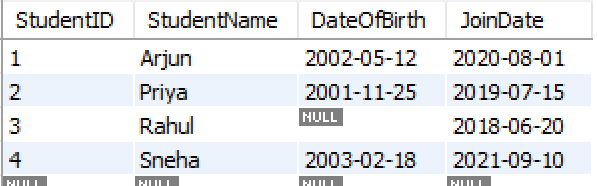 StudentID StudentName DateOfBirth JoinDate
1 Arjun 2002-05-12 2020-08-01
2 Priya 2001-11-25 2019-07-15
3 Rahul NULL 2018-06-20
4 Sneha 2003-02-18 2021-09-10
NULL NULL NULL NULL